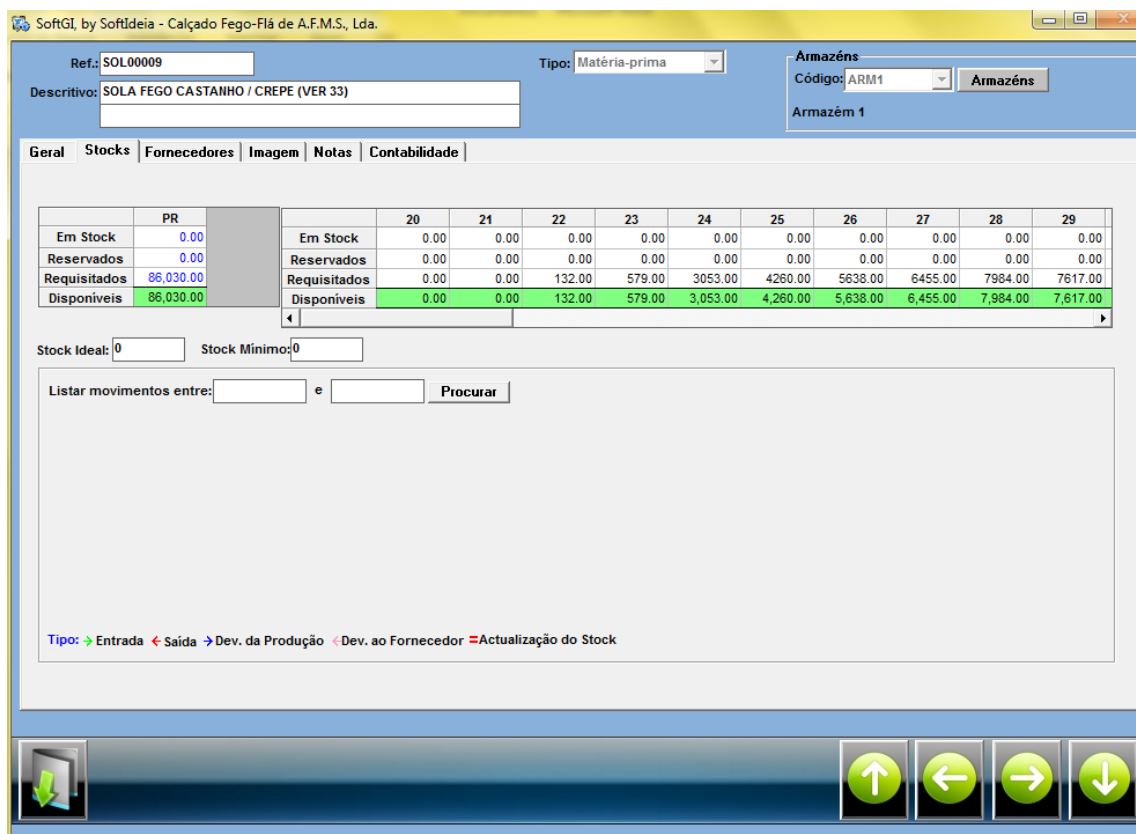 SoftGI, by SoftIdeia - Calçado Fego-Flá de A.F.M.S., Lda.
Ref.: SOL00009 Tipo: Matéria-prima Armazéns
Código: ARM1 Armazéns
Descritivo: SOLA FEGO CASTANHO / CREPE (VER 33)
Armazém 1
Geral Stocks Fornecedores Imagem Notas Contabilidade
PR 20 21 22 23 24 25 26 27 28 29
Em Stock 0.00 Em Stock 0.00 0.00 0.00 0.00 0.00 0.00 0.00 0.00 0.00 0.00
Reservados 0.00 Reservados 0.00 0.00 0.00 0.00 0.00 0.00 0.00 0.00 0.00 0.00
Requisitados 86,030.00 Requisitados 0.00 0.00 132.00 579.00 3053.00 4260.00 5638.00 6455.00 7984.00 7617.00
Disponíveis 86,030.00 Disponíveis 0.00 0.00 132.00 579.00 3,053.00 4,260.00 5,638.00 6,455.00 7,984.00 7,617.00
Stock Ideal: 0 Stock Mínimo: 0
Listar movimentos entre: e Procurar
Tipo: Entrada Saída Dev. da Produção Dev. ao Fornecedor =Actualização do Stock